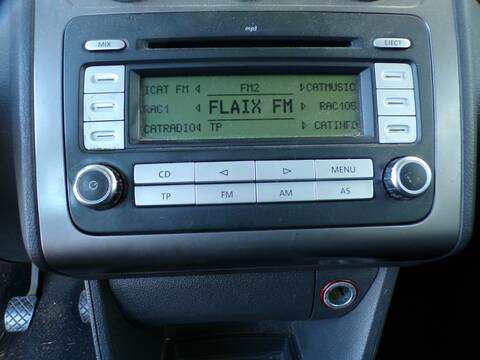 mp3
MIX EJECT
ICAT FM FM2 CATMUSIC
RAC1 FLAIX FM RAC105
CATRADIO TP CATINFO
CD MENU
TP FM AM AS